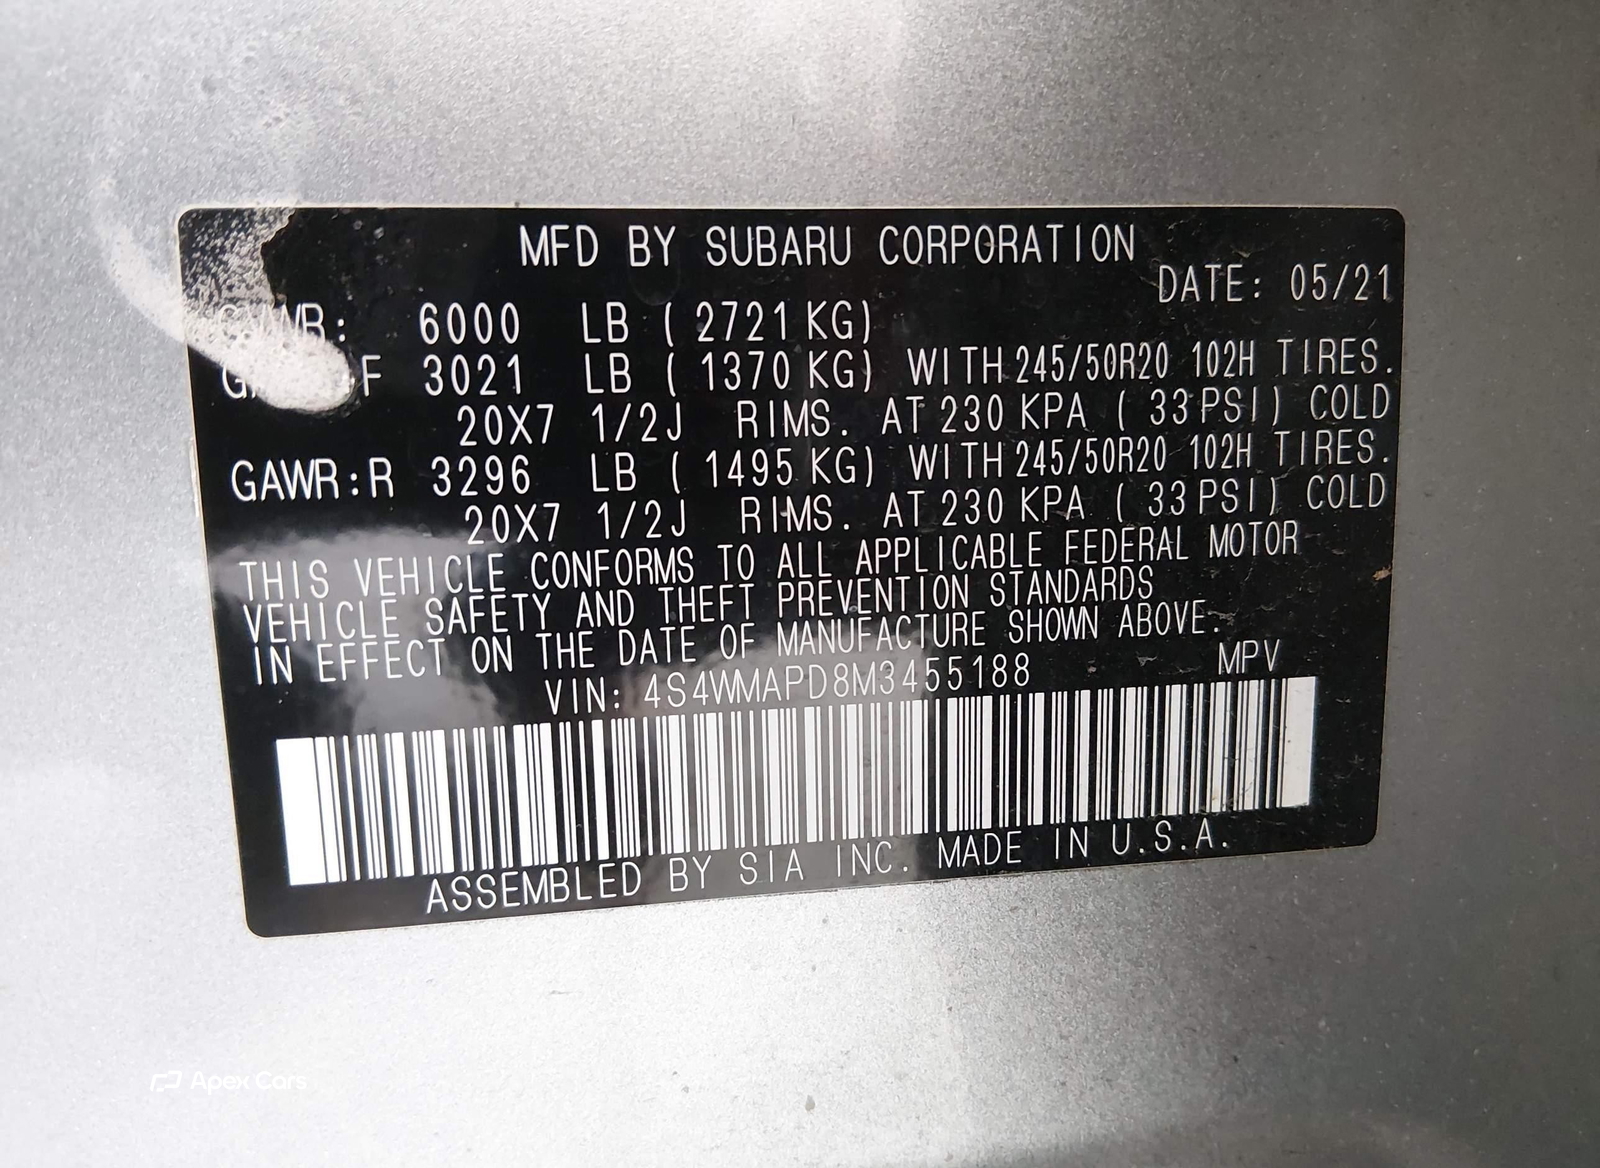 MFD BY SUBARU CORPORATION
DATE: 05/21
6000 LB ( 2721 KG)
F 3021 LB ( 1370 KG) WITH 245/50R20 102H TIRES.
20X7 1/2J RIMS. AT 230 KPA ( 33 PSI) COLD
GAWR:R 3296 LB ( 1495 KG) WITH 245/50R20 102H TIRES.
20X7 1/2J RIMS. AT 230 KPA ( 33 PSI) COLD
THIS VEHICLE CONFORMS TO ALL APPLICABLE FEDERAL MOTOR
VEHICLE SAFETY AND THEFT PREVENTION STANDARDS
IN EFFECT ON THE DATE OF MANUFACTURE SHOWN ABOVE.
VIN: 4S4WMAPD8M3455188 MPV
ASSEMBLED BY SIA INC. MADE IN U.S.A.
Apex Cars